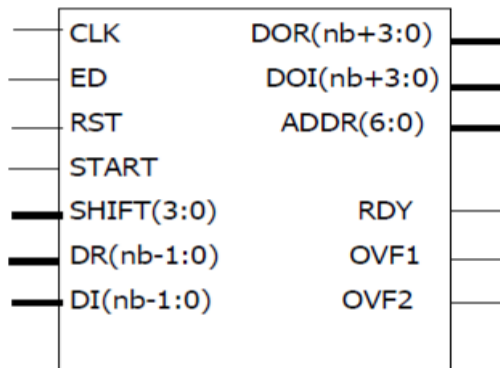 CLK DOR(nb+3:0)
ED DOI(nb+3:0)
RST ADDR(6:0)
START
SHIFT(3:0) RDY
DR(nb-1:0) OVF1
DI(nb-1:0) OVF2